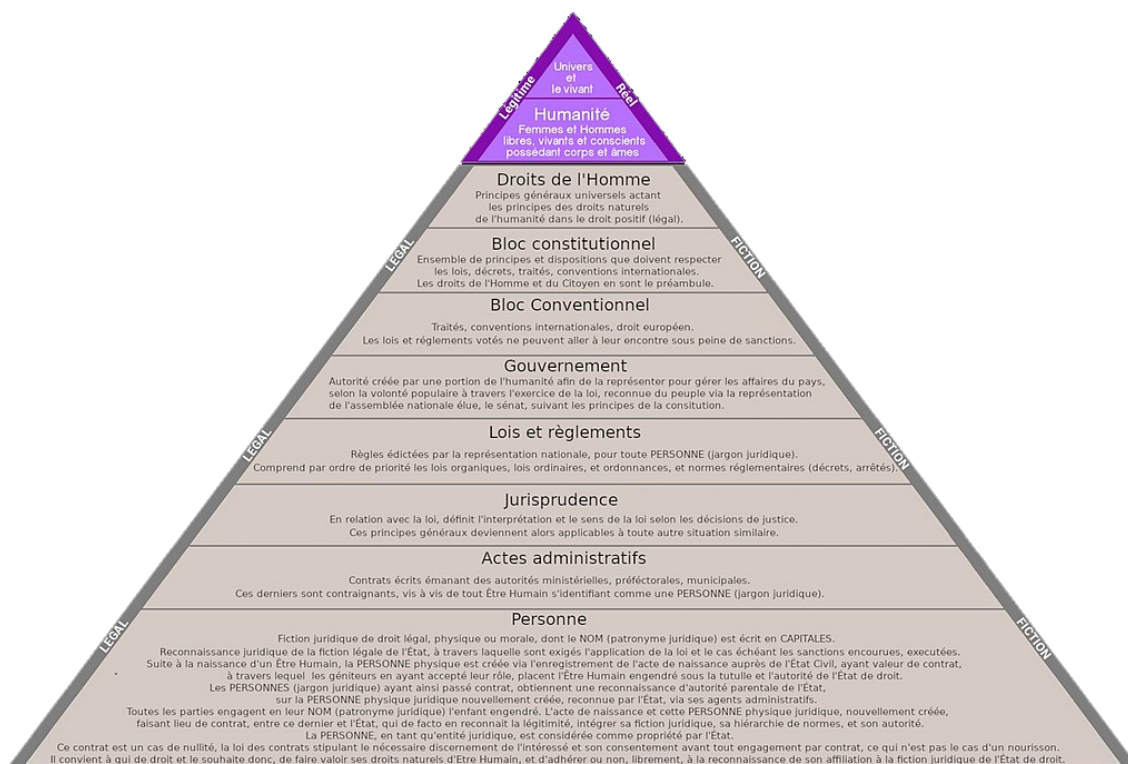 Univers
et
le vivant
Légitime
Réel
Humanité
Femmes et Hommes
libres, vivants et conscients
possédant corps et âmes
Droits de l'Homme
Principes généraux universels actant
les principes des droits naturels
de l'humanité dans le droit positif (légal).
LEGAL
FICTION
Bloc constitutionnel
Ensemble de principes et dispositions que doivent respecter
les lois, décrets, traités, conventions internationales.
Les droits de l'Homme et du Citoyen en sont le préambule.
Bloc Conventionnel
Traités, conventions internationales, droit européen.
Les lois et réglements votés ne peuvent aller à leur encontre sous peine de sanctions.
Gouvernement
Autorité créée par une portion de l'humanité afin de la représenter pour gérer les affaires du pays,
selon la volonté populaire à travers l'exercice de la loi, reconnue du peuple via la représentation
de l'assemblée nationale élue, le sénat, suivant les principes de la consitution.
LEGAL
FICTION
Lois et règlements
Règles édictées par la représentation nationale, pour toute PERSONNE (jargon juridique).
Comprend par ordre de priorité les lois organiques, lois ordinaires, et ordonnances, et normes réglementaires (décrets, arrêtés).
Jurisprudence
En relation avec la loi, définit l'interprétation et le sens de la loi selon les décisions de justice.
Ces principes généraux deviennent alors applicables à toute autre situation similaire.
Actes administratifs
Contrats écrits émanant des autorités ministérielles, préféctorales, municipales.
Ces derniers sont contraignants, vis à vis de tout Être Humain s'identifiant comme une PERSONNE (jargon juridique).
LEGAL
FICTION
Personne
Fiction juridique de droit légal, physique ou morale, dont le NOM (patronyme juridique) est écrit en CAPITALES.
Reconnaissance juridique de la fiction légale de l'État, à travers laquelle sont exigés l'application de la loi et le cas échéant les sanctions encourues, executées.
Suite à la naissance d'un Être Humain, la PERSONNE physique est créée via l'enregistrement de l'acte de naissance auprès de l'État Civil, ayant valeur de contrat,
à travers lequel les géniteurs en ayant accepté leur rôle, placent l'Être Humain engendré sous la tutulle et l'autorité de l'État de droit.
Les PERSONNES (jargon juridique) ayant ainsi passé contrat, obtiennent une reconnaissance d'autorité parentale de l'État,
sur la PERSONNE physique juridique nouvellement créée, reconnue par l'État, via ses agents administratifs.
Toutes les parties engagent en leur NOM (patronyme juridique) l'enfant engendré. L'acte de naissance et cette PERSONNE physique juridique, nouvellement créée,
faisant lieu de contrat, entre ce dernier et l'État, qui de facto en reconnait la légitimité, intégrer sa fiction juridique, sa hiérarchie de normes, et son autorité.
La PERSONNE, en tant qu'entité juridique, est considérée comme propriété par l'État.
Ce contrat est un cas de nullité, la loi des contrats stipulant le nécessaire discernement de l'intéressé et son consentement avant tout engagement par contrat, ce qui n'est pas le cas d'un nourisson.
Il convient à qui de droit et le souhaite donc, de faire valoir ses droits naturels d'Etre Humain, et d'adhérer ou non, librement, à la reconnaissance de son affiliation à la fiction juridique de l'État de droit.